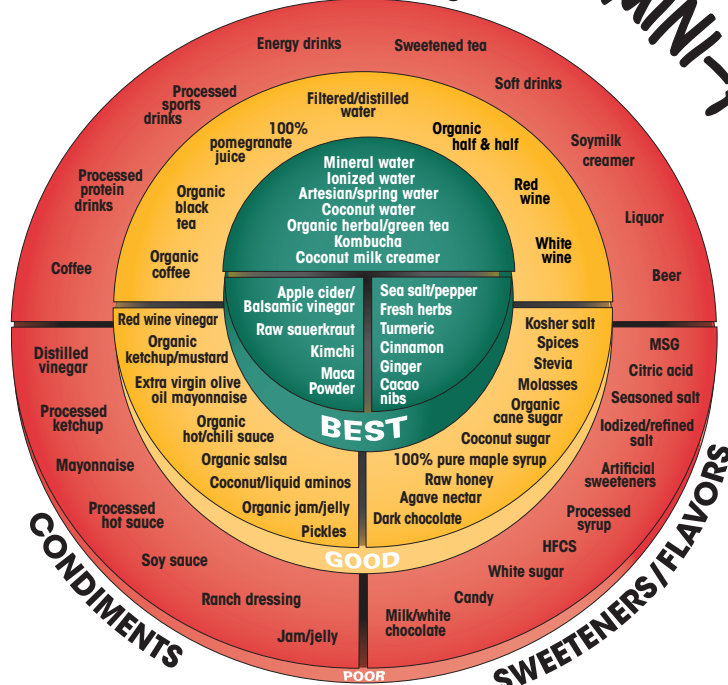 MINI-
Energy drinks
Sweetened tea
Soft drinks
Processed
sports
drinks
Soymilk
creamer
Processed
protein
drinks
Liquor
Coffee
Beer
Filtered/distilled
water
100%
pomegranate
juice
Organic
half & half
Organic
black
tea
Red
wine
Organic
coffee
White
wine
Mineral water
Ionized water
Artesian/spring water
Coconut water
Organic herbal/green tea
Kombucha
Coconut milk creamer
Apple cider/
Balsamic vinegar
Raw sauerkraut
Kimchi
Maca
Powder
Sea salt/pepper
Fresh herbs
Turmeric
Cinnamon
Ginger
Cacao
nibs
BEST
Red wine vinegar
Organic
ketchup/mustard
Extra virgin olive
oil mayonnaise
Organic
hot/chili sauce
Organic salsa
Coconut/liquid aminos
Organic jam/jelly
Pickles
Kosher salt
Spices
Stevia
Molasses
Organic
cane sugar
Coconut sugar
100% pure maple syrup
Raw honey
Agave nectar
Dark chocolate
GOOD
Distilled
vinegar
Processed
ketchup
Mayonnaise
Processed
hot sauce
Soy sauce
Ranch dressing
Jam/jelly
MSG
Citric acid
Seasoned salt
Iodized/refined
salt
Artificial
sweeteners
Processed
syrup
HFCS
White sugar
Candy
Milk/white
chocolate
POOR
CONDIMENTS
SWEETENERS/FLAVORS